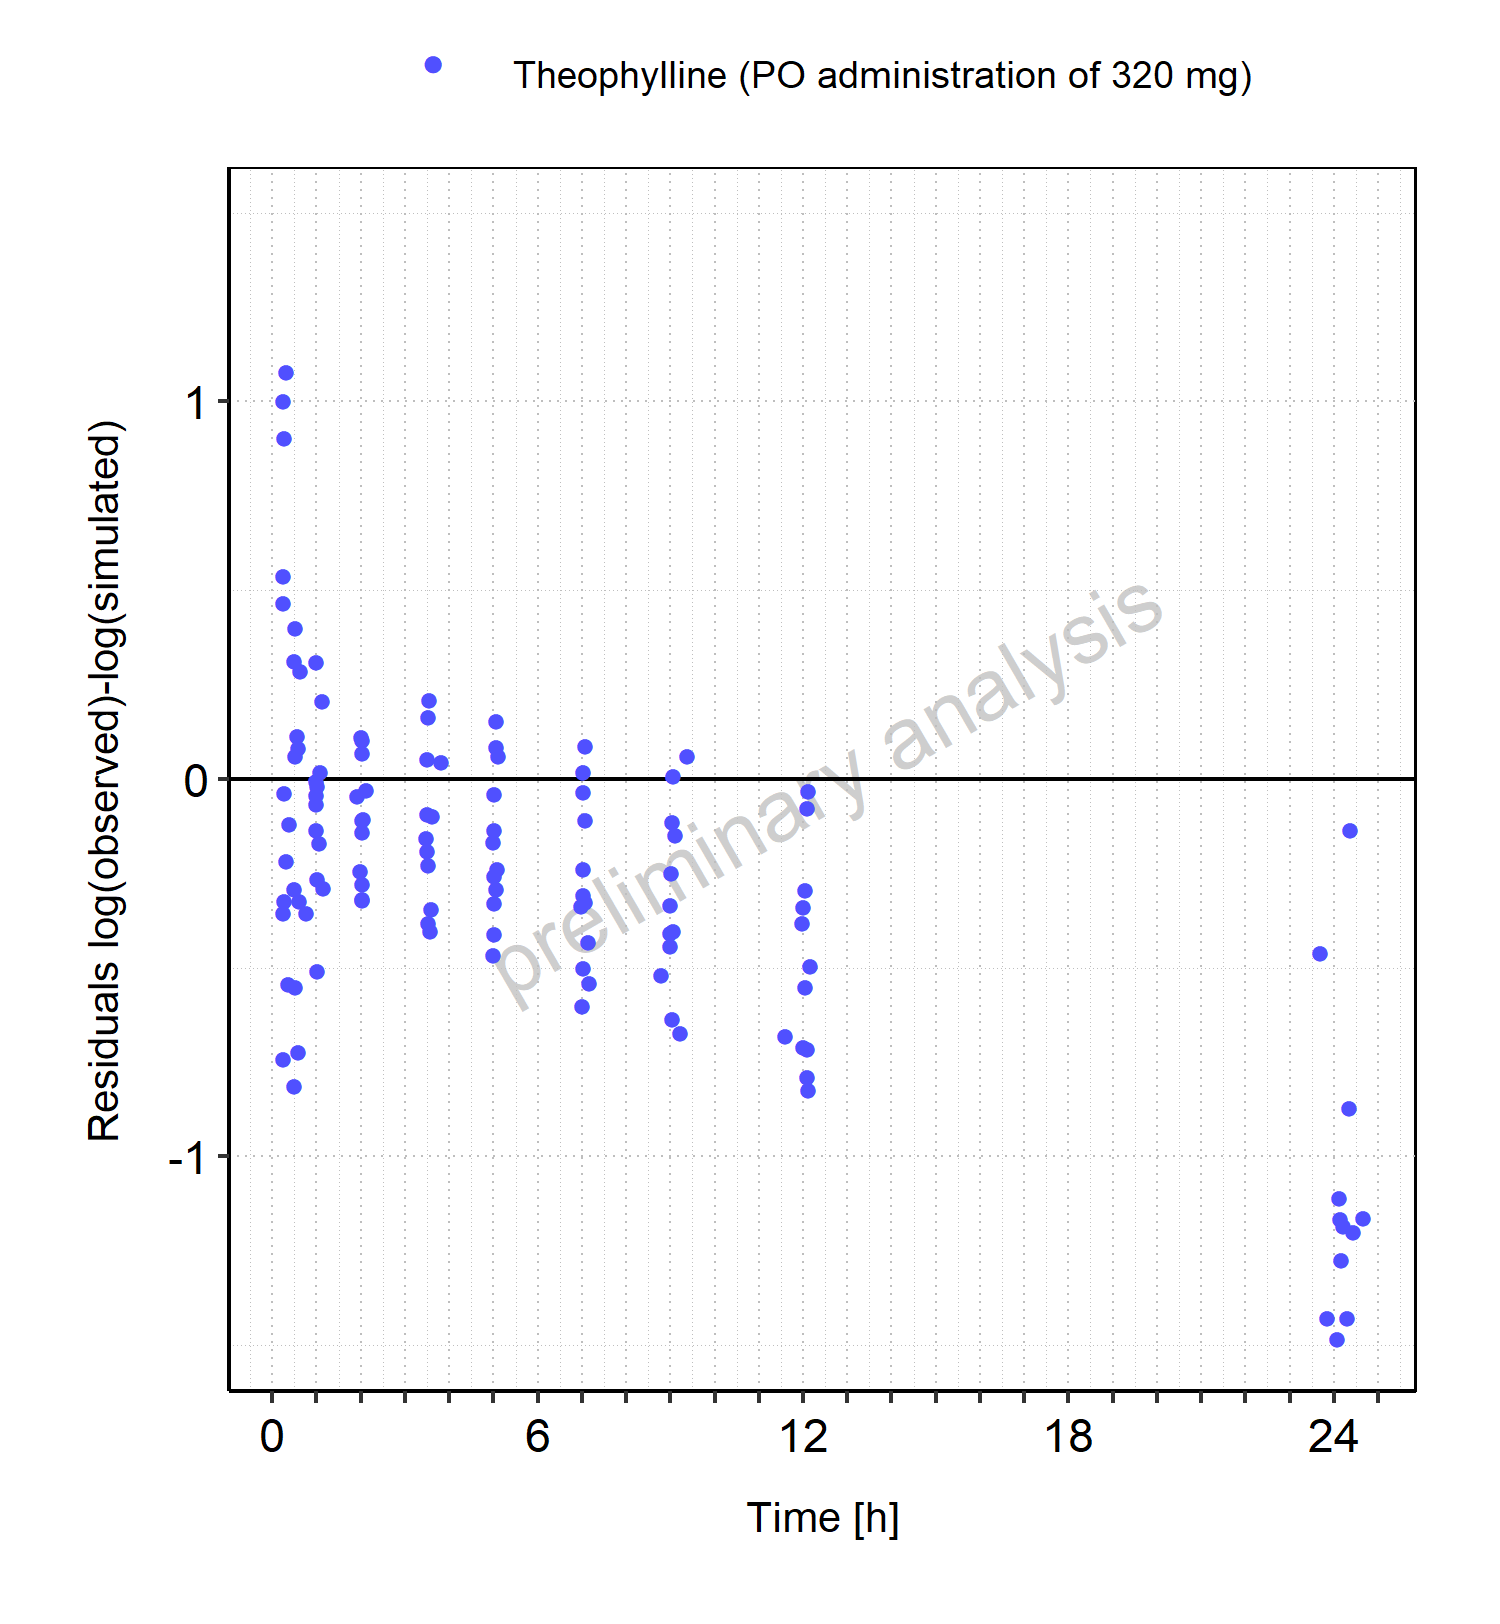 Theophylline (PO administration of 320 mg)
Residuals log(observed)-log(simulated)
1
0
-1
preliminary analysis
0 6 12 18 24
Time [h]